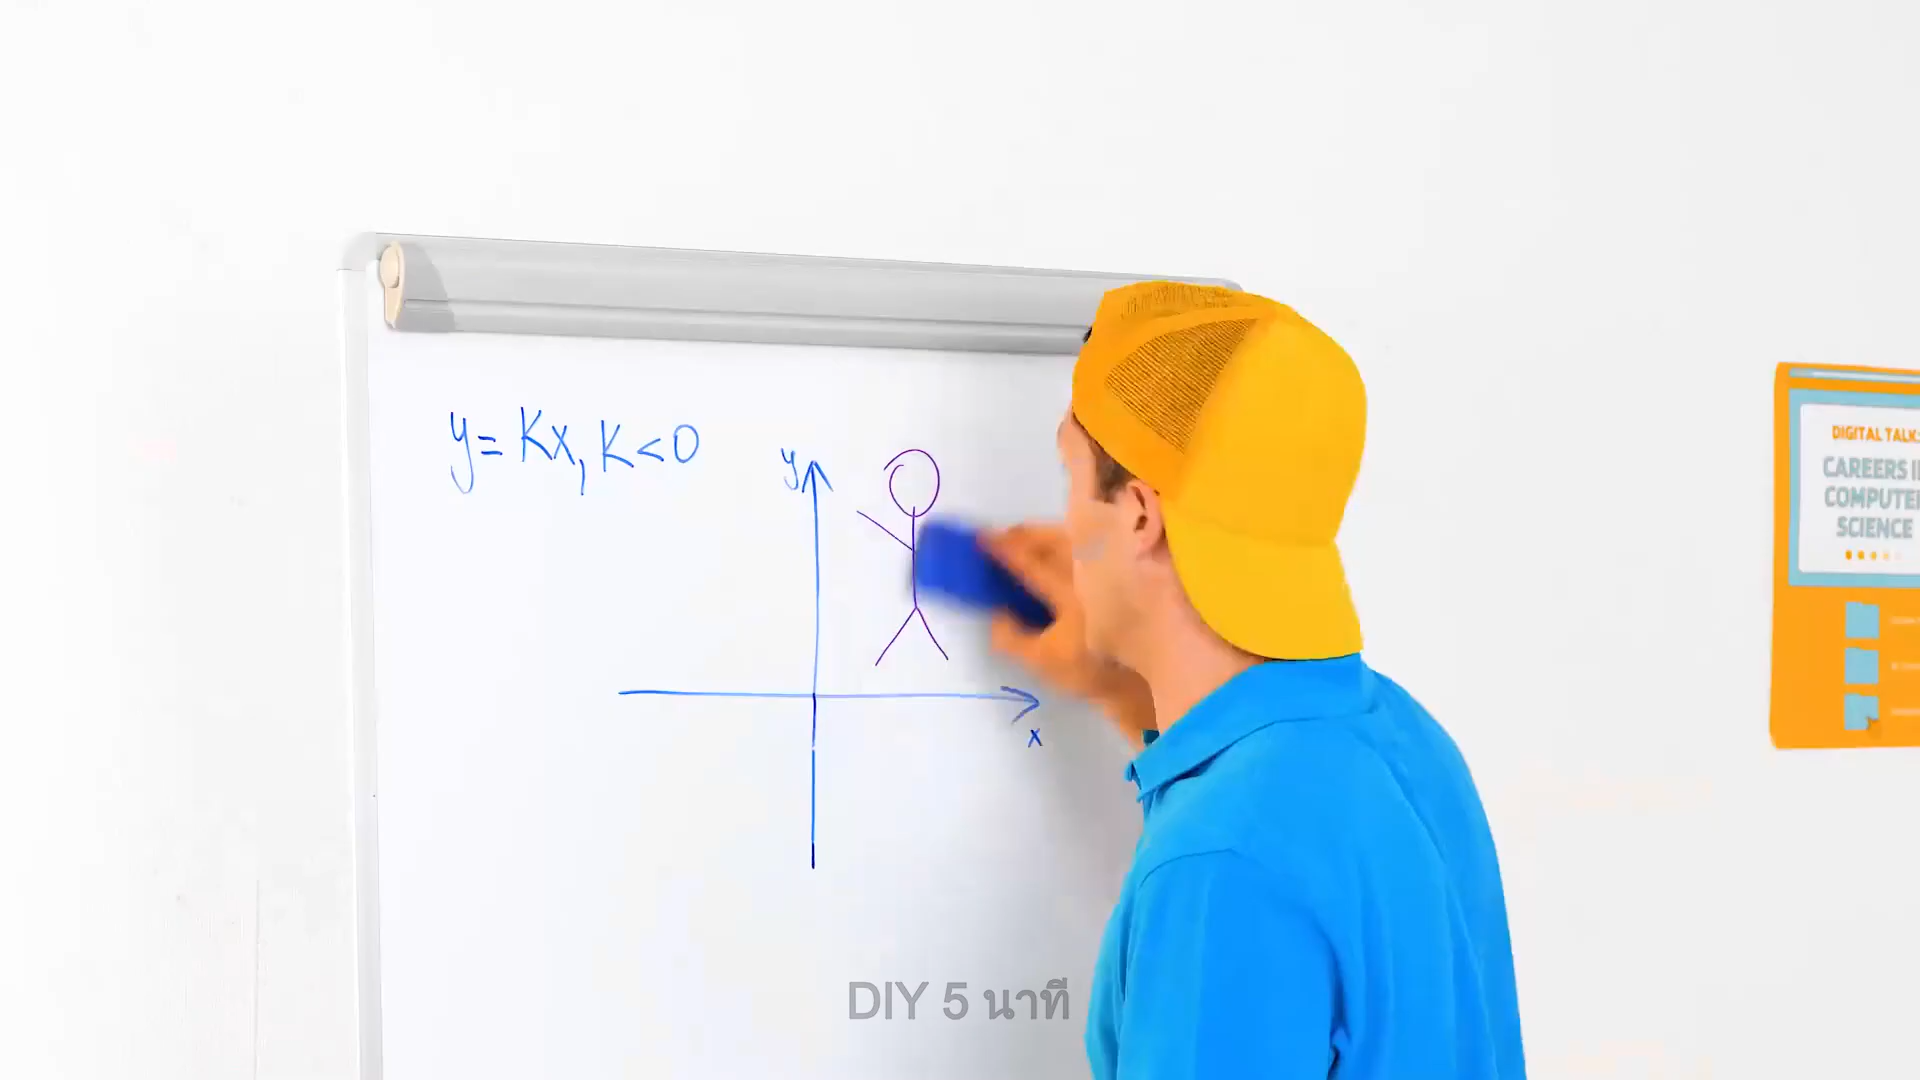 y = Kx, K < 0
y
x
DIGITAL TALK:
CAREERS I
COMPUTE
SCIENCE
DIY 5 นาที